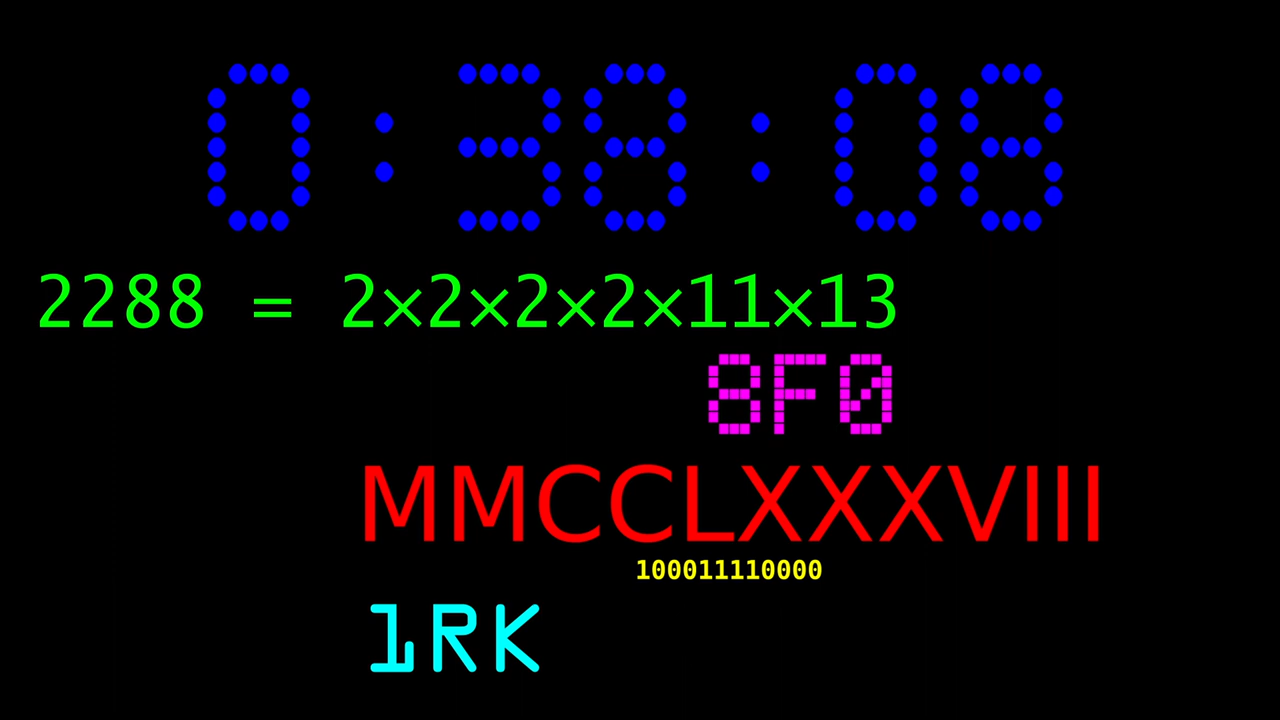 0:38:08
2288 = 2×2×2×2×11×13
8F0
MMCCLXXXVIII
100011110000
1RK